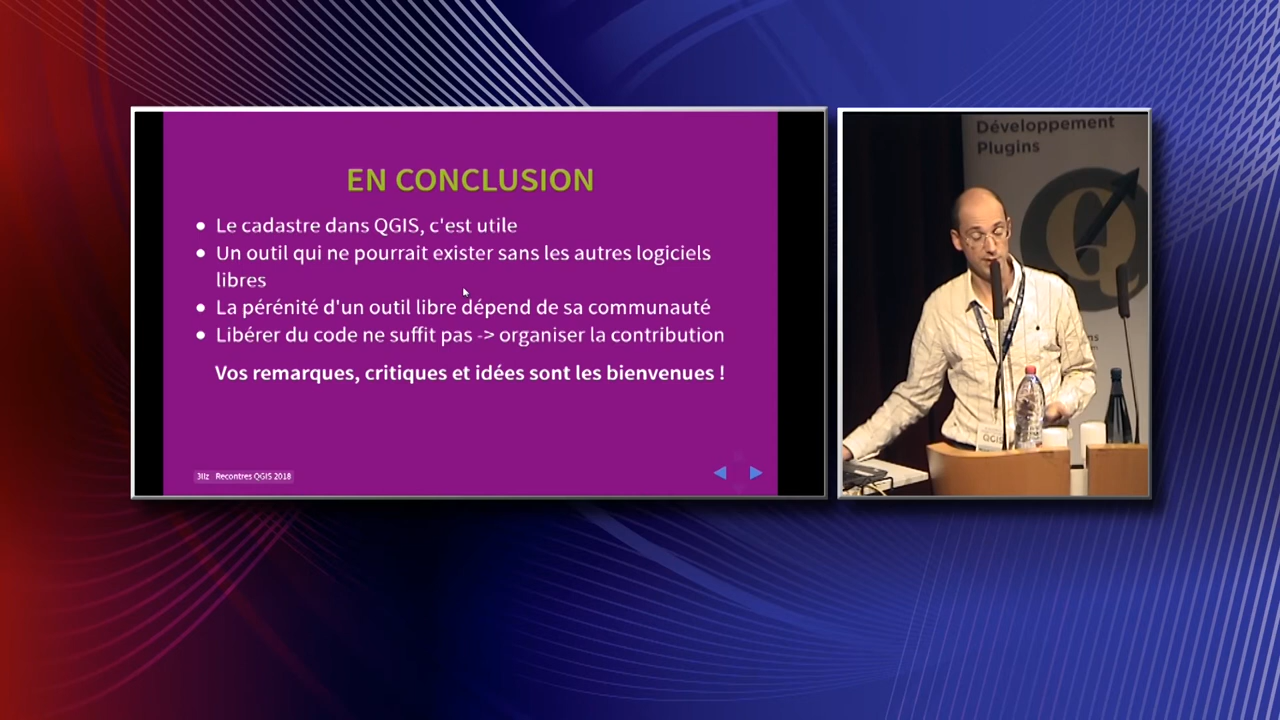 EN CONCLUSION
Le cadastre dans QGIS, c'est utile
Un outil qui ne pourrait exister sans les autres logiciels
libres
La pérénité d'un outil libre dépend de sa communauté
Libérer du code ne suffit pas -> organiser la contribution
Vos remarques, critiques et idées sont les bienvenues !
3liz Recontres QGIS 2018
Développement
Plugins
QGIS